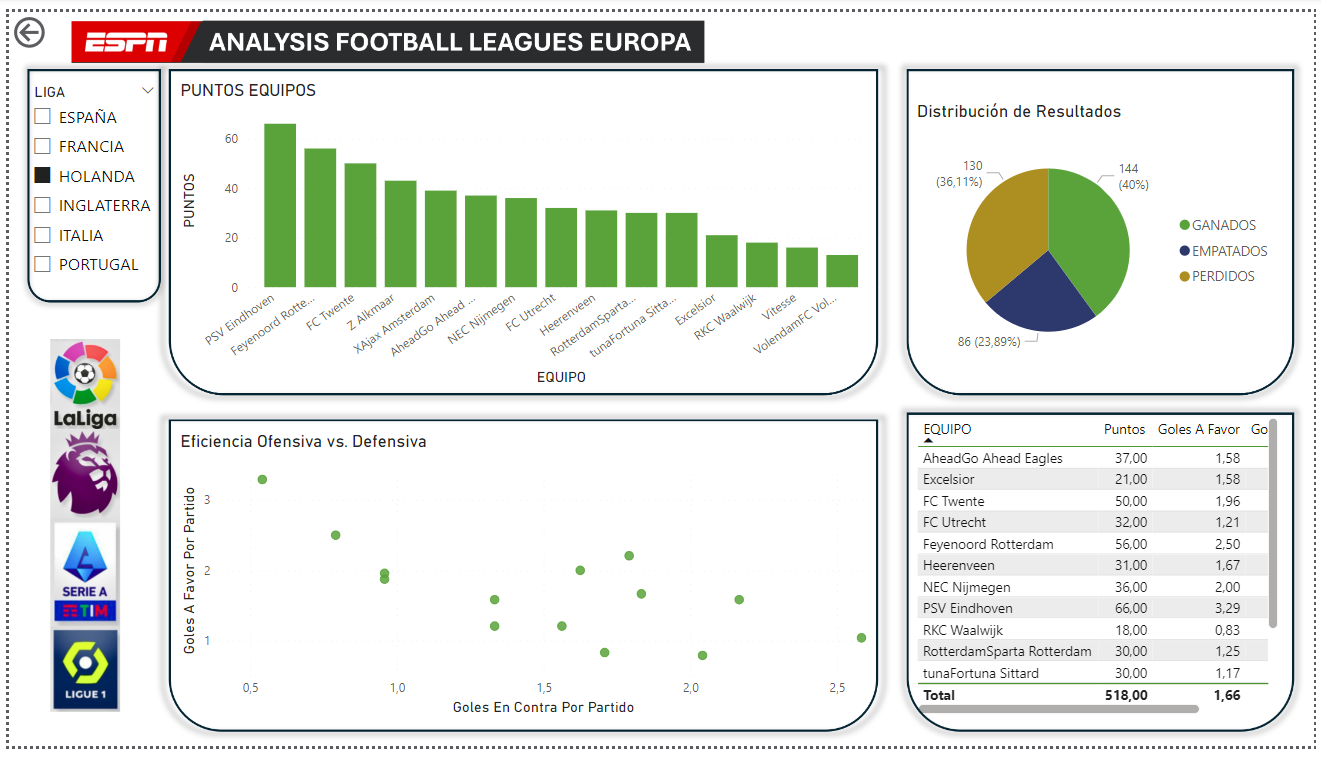 ESPN ANALYSIS FOOTBALL LEAGUES EUROPA
LIGA
ESPAÑA
FRANCIA
HOLANDA
INGLATERRA
ITALIA
PORTUGAL
LaLiga
SERIE A
TIM
LIGUE 1
PUNTOS EQUIPOS
PUNTOS
60
40
20
0
PSV Eindhoven
Feyenoord Rotte...
FC Twente
Z Alkmaar
XAjax Amsterdam
AheadGo Ahead ...
NEC Nijmegen
FC Utrecht
Heerenveen
RotterdamSparta...
tunaFortuna Sitta...
Excelsior
RKC Waalwijk
Vitesse
VolendamFC Vol...
EQUIPO
Distribución de Resultados
130
(36,11%)
144
(40%)
86 (23,89%)
GANADOS
EMPATADOS
PERDIDOS
Eficiencia Ofensiva vs. Defensiva
Goles A Favor Por Partido
3
2
1
0,5 1,0 1,5 2,0 2,5
Goles En Contra Por Partido
EQUIPO Puntos Goles A Favor Go
AheadGo Ahead Eagles 37,00 1,58
Excelsior 21,00 1,58
FC Twente 50,00 1,96
FC Utrecht 32,00 1,21
Feyenoord Rotterdam 56,00 2,50
Heerenveen 31,00 1,67
NEC Nijmegen 36,00 2,00
PSV Eindhoven 66,00 3,29
RKC Waalwijk 18,00 0,83
RotterdamSparta Rotterdam 30,00 1,25
tunaFortuna Sittard 30,00 1,17
Total 518,00 1,66